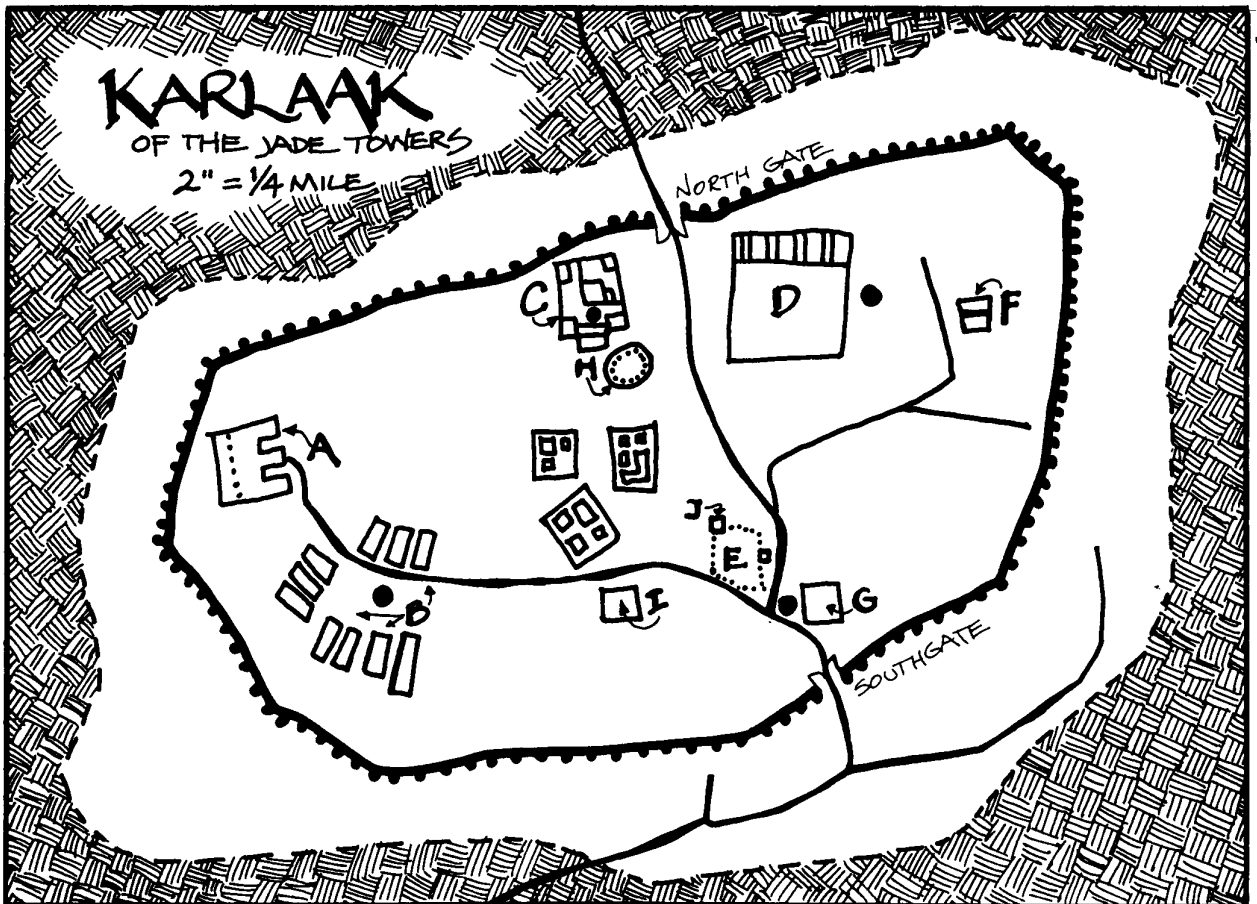 KARLAAK
OF THE JADE TOWERS
2" = 1/4 MILE
NORTH GATE
C
D
F
H
A
J
E
B
I
G
SOUTHGATE